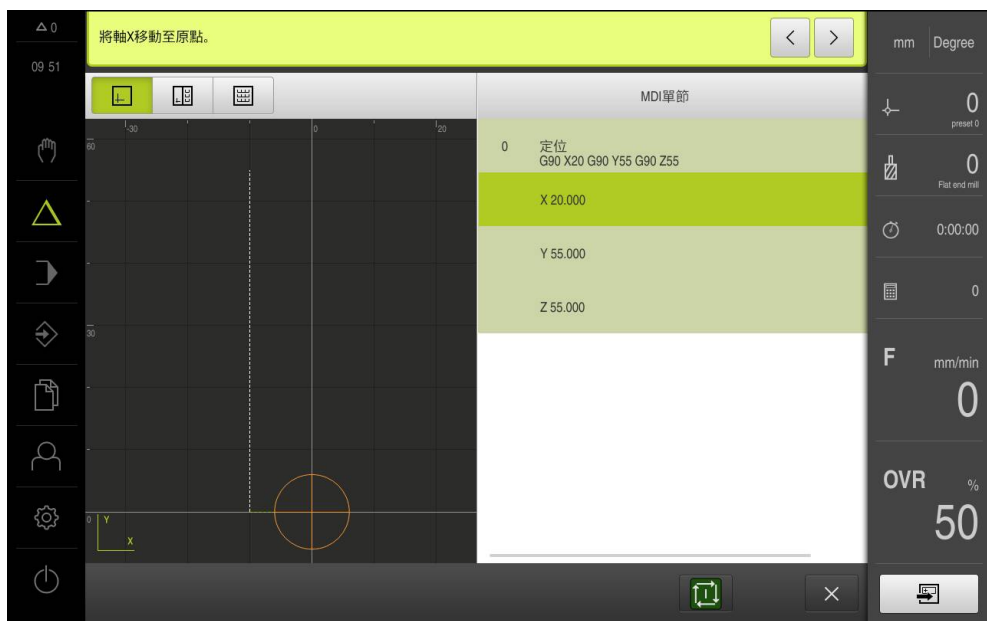 0
09 51
將軸X移動至原點。
mm
Degree
MDI單節
-30
0
20
60
30
0
Y
X
0 定位
G90 X20 G90 Y55 G90 Z55
X 20.000
Y 55.000
Z 55.000
0
preset 0
0
Flat end mill
0:00:00
0
F mm/min
0
OVR %
50